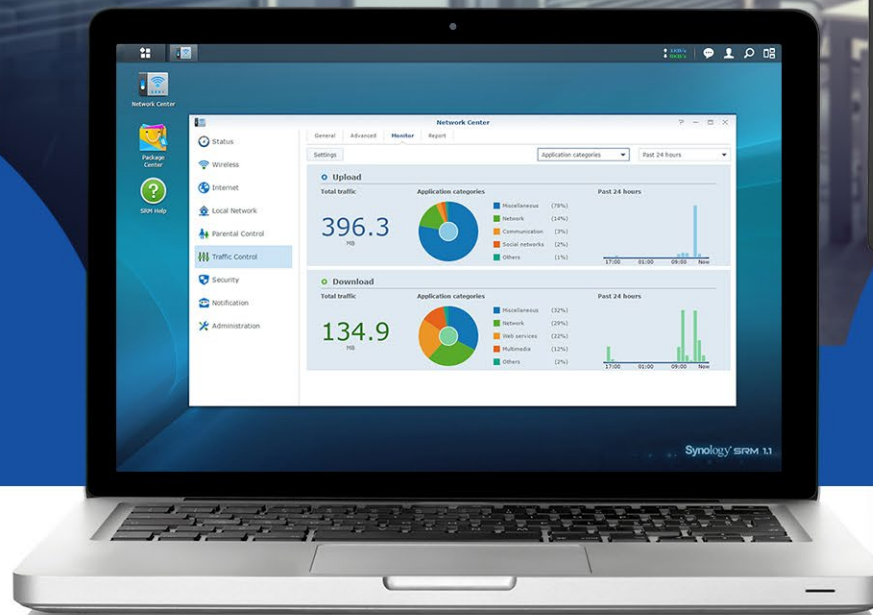 Network Center
Package
Center
SRM Help
Network Center
Status
Wireless
Internet
Local Network
Parental Control
Traffic Control
Security
Notification
Administration
General Advanced Monitor Report
Settings Application categories Past 24 hours
Upload
Total traffic Application categories Past 24 hours
396.3
MB
Miscellaneous (78%)
Network (14%)
Communication (3%)
Social networks (2%)
Others (1%)
17:00 01:00 09:00 Now
Download
Total traffic Application categories Past 24 hours
134.9
MB
Miscellaneous (32%)
Network (29%)
Web services (22%)
Multimedia (12%)
Others (2%)
17:00 01:00 09:00 Now
Synology SRM 1.1